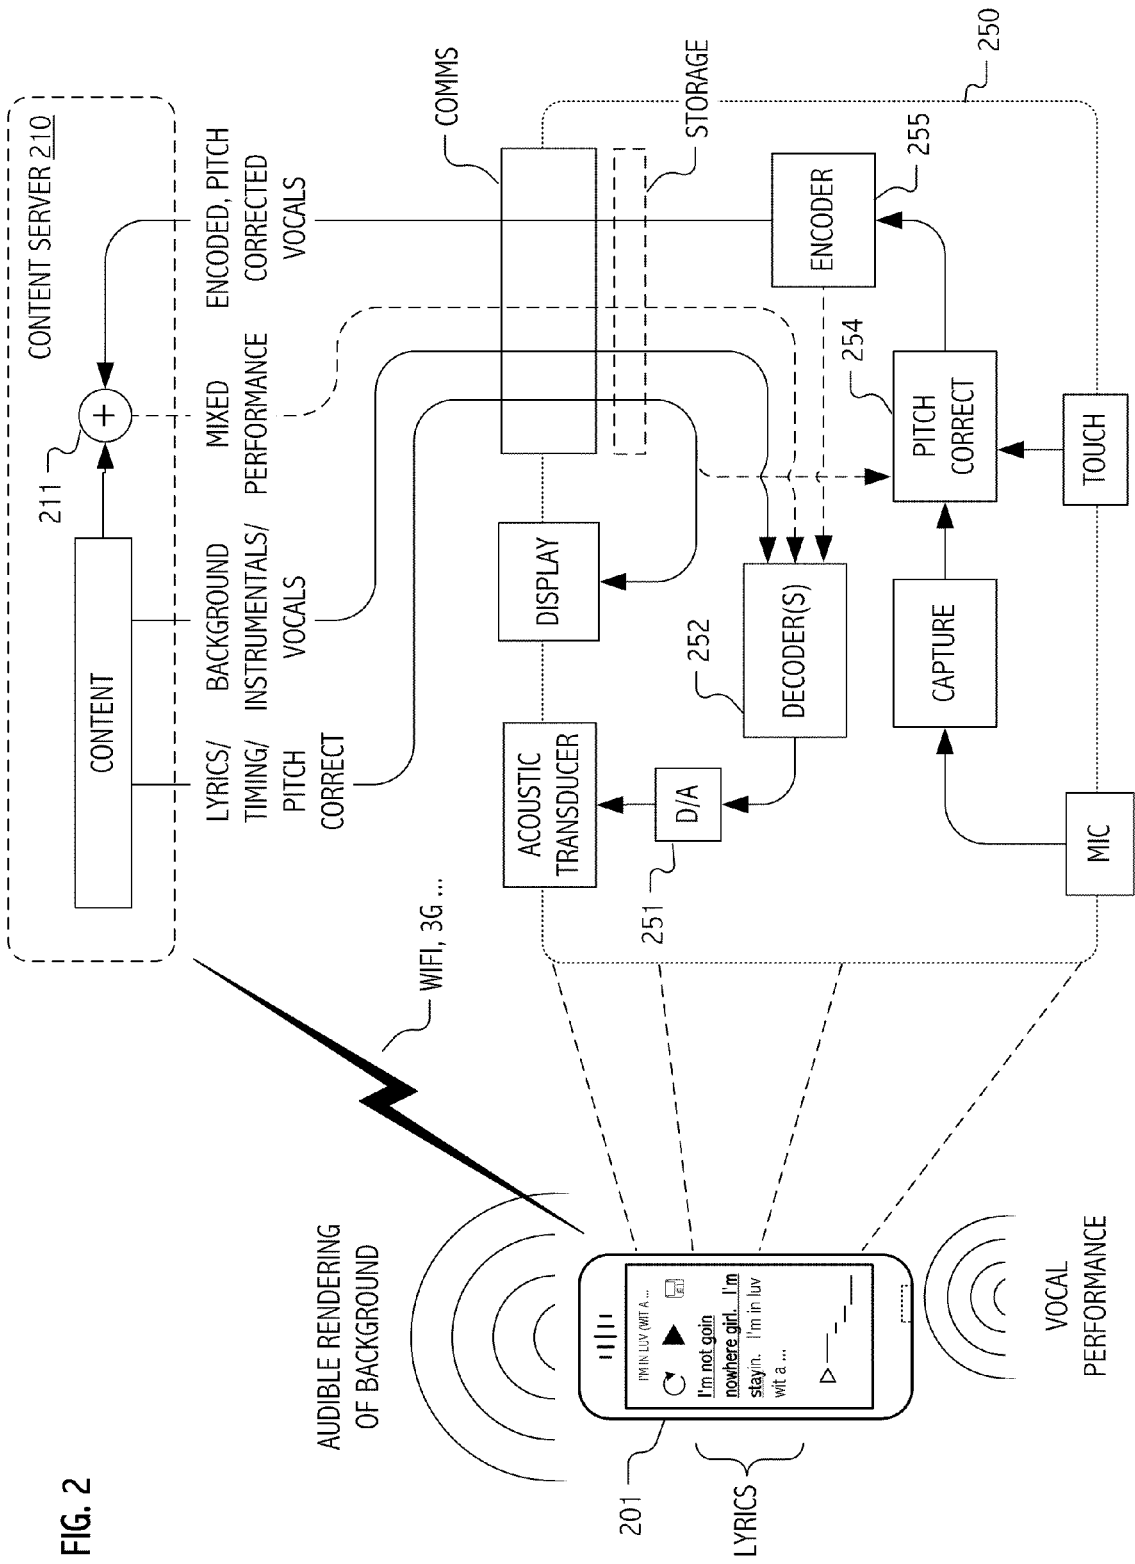 FIG. 2
CONTENT SERVER 210
CONTENT
211
+
LYRICS/
TIMING/
PITCH
CORRECT
BACKGROUND
INSTRUMENTALS/
VOCALS
MIXED
PERFORMANCE
ENCODED, PITCH
CORRECTED
VOCALS
WIFI, 3G ...
COMMS
STORAGE
250
ACOUSTIC
TRANSDUCER
DISPLAY
D/A
251
DECODER(S)
252
ENCODER
255
CAPTURE
PITCH
CORRECT
254
MIC
TOUCH
AUDIBLE RENDERING
OF BACKGROUND
201
LYRICS
I'M IN LUV (WIT A ...
I'm not goin
nowhere girl. I'm
stayin. I'm in luv
wit a ...
VOCAL
PERFORMANCE